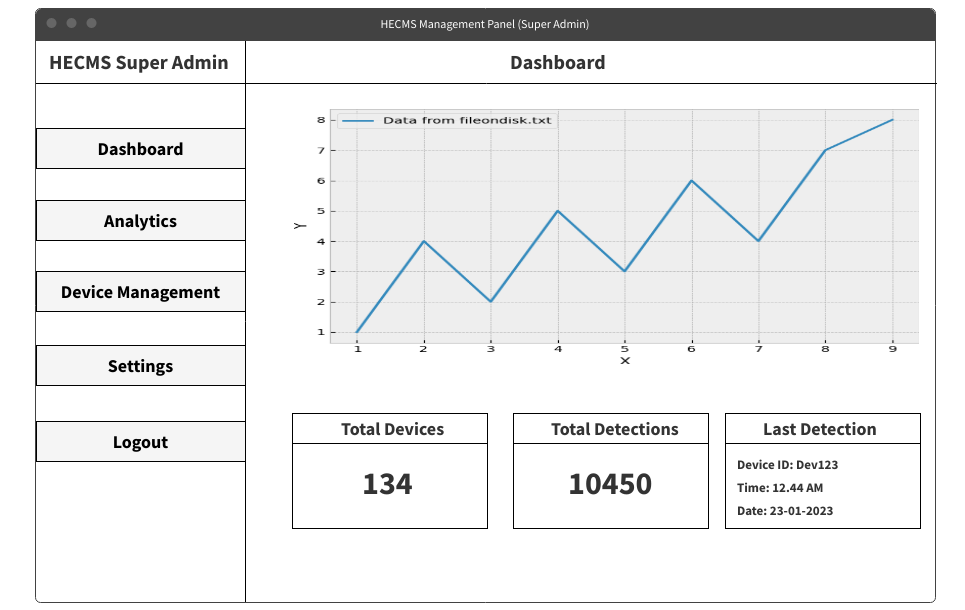 HECMS Management Panel (Super Admin)
HECMS Super Admin
Dashboard
Dashboard
Analytics
Device Management
Settings
Logout
Data from fileondisk.txt
8
7
6
5
4
3
2
1
Y
1 2 3 4 5 6 7 8 9
X
Total Devices
134
Total Detections
10450
Last Detection
Device ID: Dev123
Time: 12.44 AM
Date: 23-01-2023